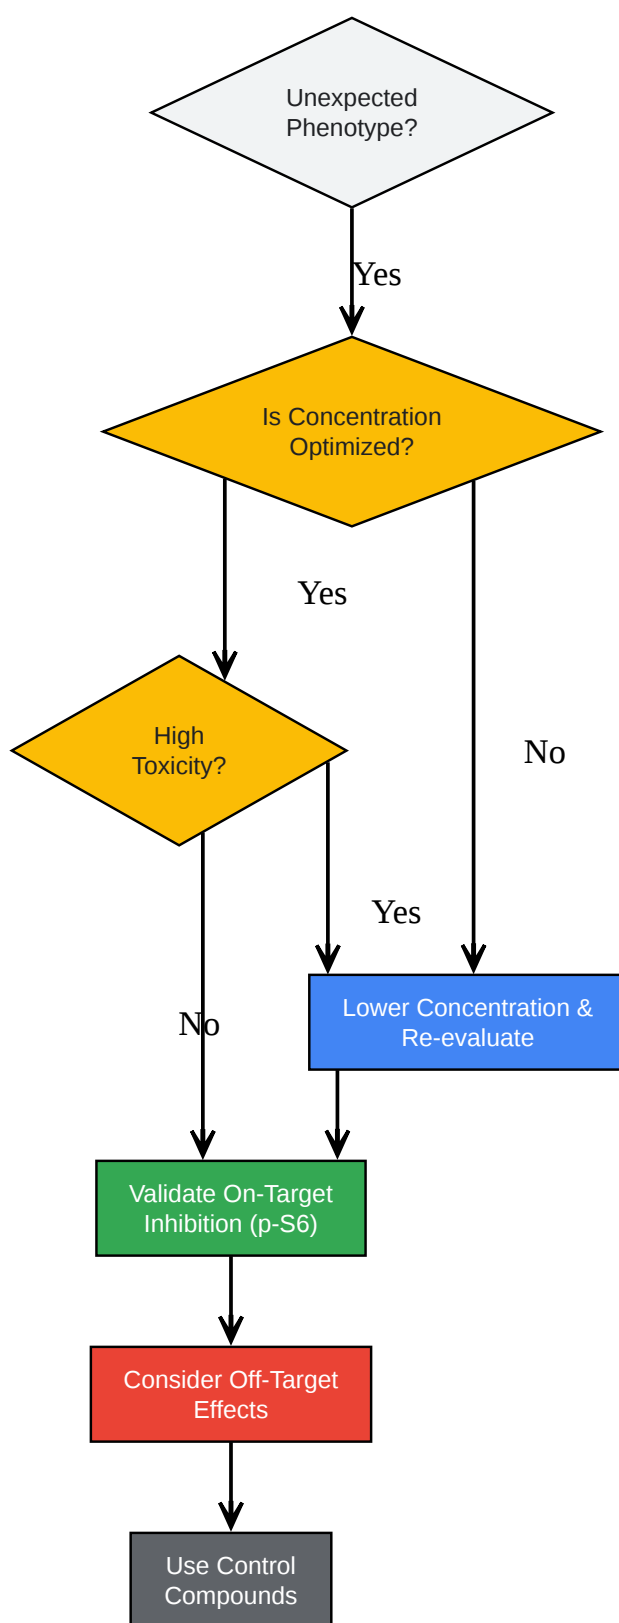 Unexpected
Phenotype?
Yes
Is Concentration
Optimized?
Yes
High
Toxicity?
No
Yes
Lower Concentration &
Re-evaluate
No
Validate On-Target
Inhibition (p-S6)
Consider Off-Target
Effects
Use Control
Compounds